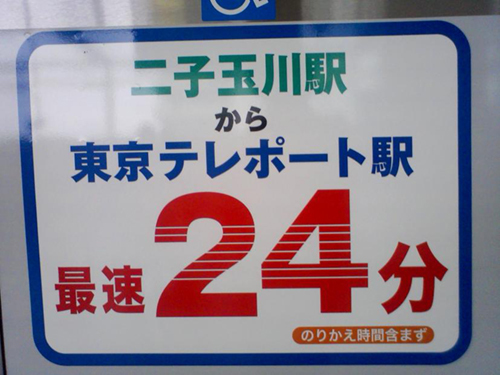 二子玉川駅
から
東京テレポート駅
最速24分
のりかえ時間含まず